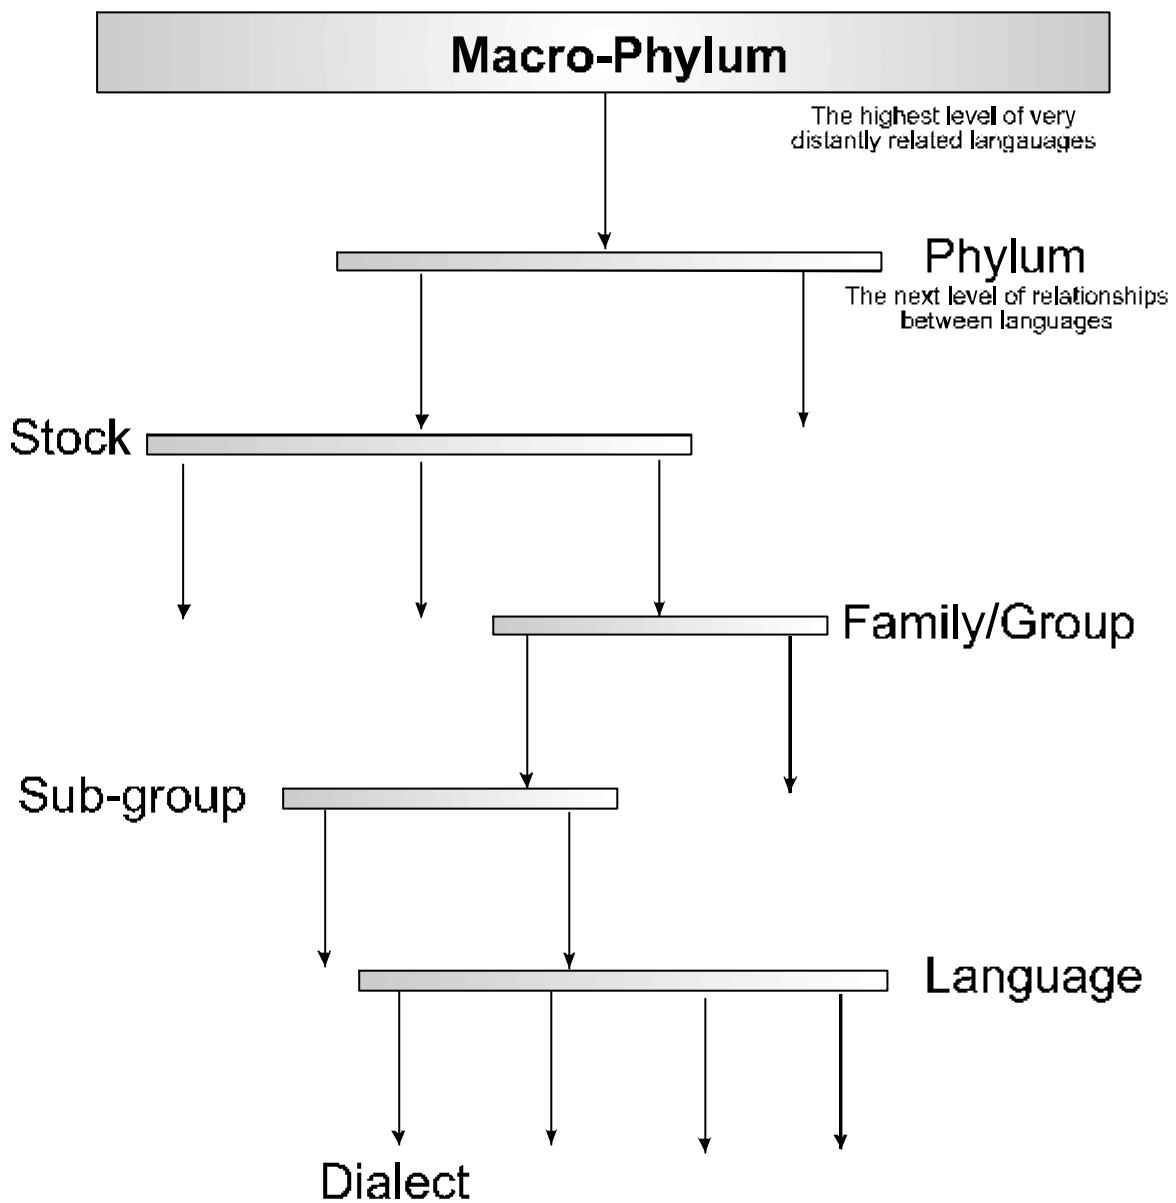 Macro-Phylum
The highest level of very
distantly related langauages
Phylum
The next level of relationships
between languages
Stock
Family/Group
Sub-group
Language
Dialect